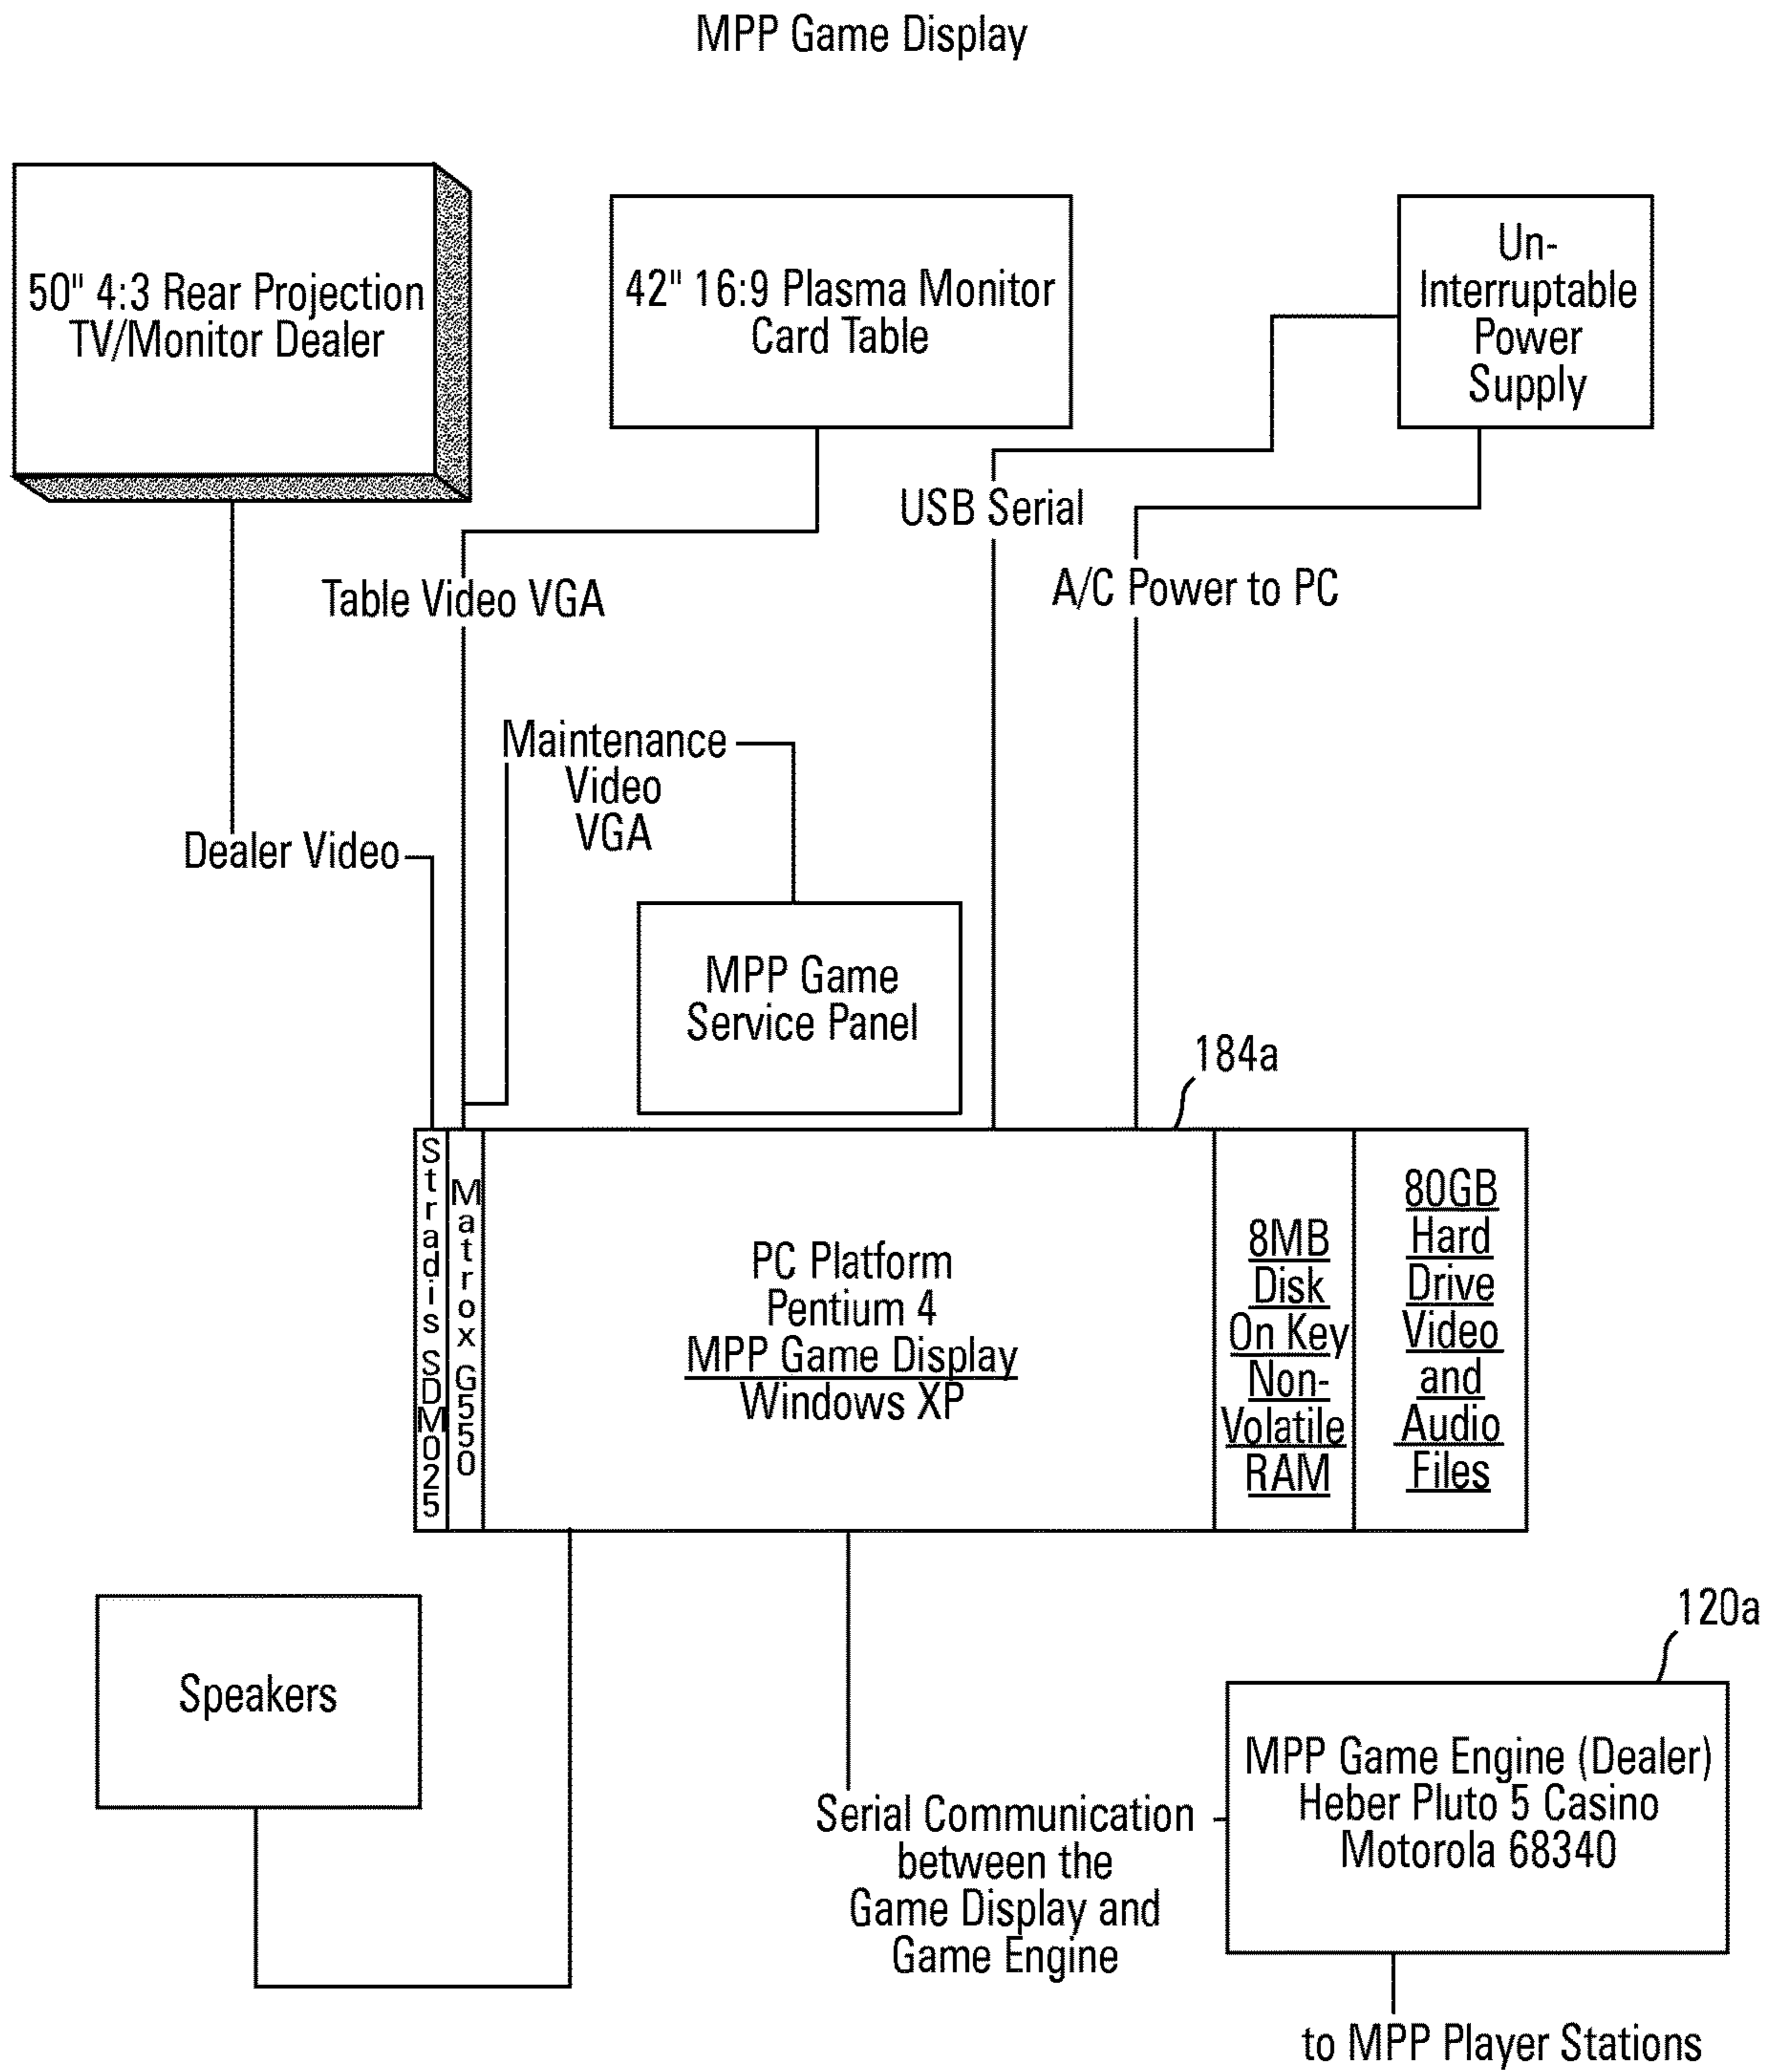 MPP Game Display
50" 4:3 Rear Projection
TV/Monitor Dealer
42" 16:9 Plasma Monitor
Card Table
Un-
Interruptable
Power
Supply
USB Serial
A/C Power to PC
Table Video VGA
Maintenance
Video
VGA
Dealer Video
MPP Game
Service Panel
184a
Stradis SDM025
Matrox G550
PC Platform
Pentium 4
MPP Game Display
Windows XP
8MB
Disk
On Key
Non-
Volatile
RAM
80GB
Hard
Drive
Video
and
Audio
Files
Speakers
120a
MPP Game Engine (Dealer)
Heber Pluto 5 Casino
Motorola 68340
Serial Communication
between the
Game Display and
Game Engine
to MPP Player Stations